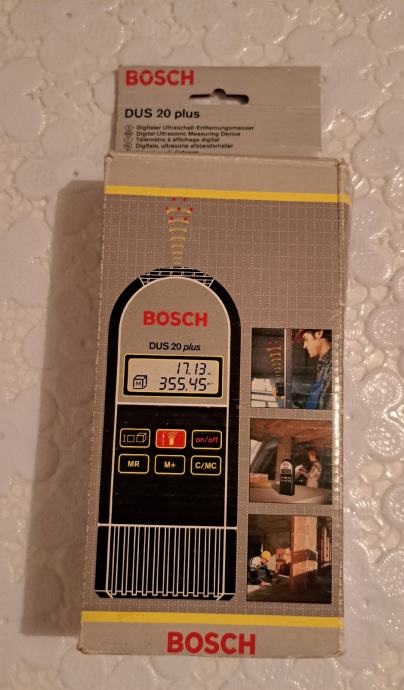 BOSCH
DUS 20 plus
Digitaler Ultraschall-Entfernungsmesser
Digital Ultrasonic Measuring Device
Télémètre à affichage digital
Digitale, ultrasone afstandsmeter
BOSCH
DUS 20 plus
17.13
M 355.45
on/off
MR M+ C/MC
BOSCH